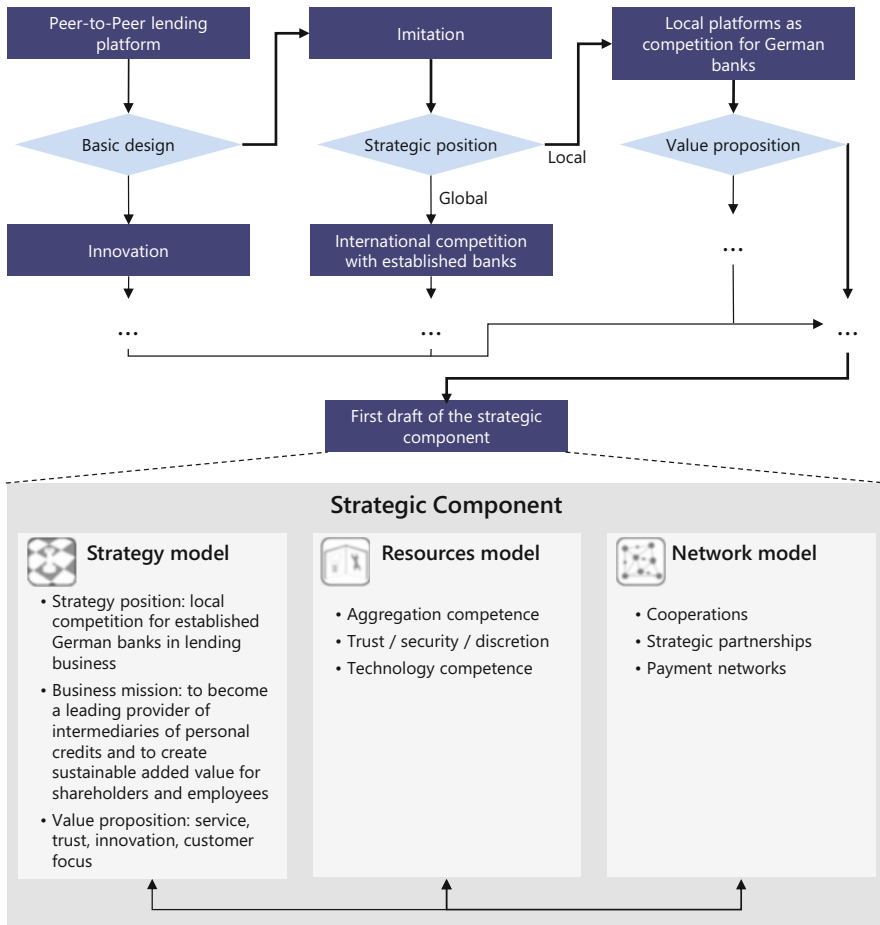 Peer-to-Peer lending
platform
Imitation
Local platforms as
competition for German
banks
Basic design
Strategic position
Local
Value proposition
Global
Innovation
International competition
with established banks
...
...
...
...
First draft of the strategic
component
Strategic Component
Strategy model
• Strategy position: local
competition for established
German banks in lending
business
• Business mission: to become
a leading provider of
intermediaries of personal
credits and to create
sustainable added value for
shareholders and employees
• Value proposition: service,
trust, innovation, customer
focus
Resources model
• Aggregation competence
• Trust / security / discretion
• Technology competence
Network model
• Cooperations
• Strategic partnerships
• Payment networks